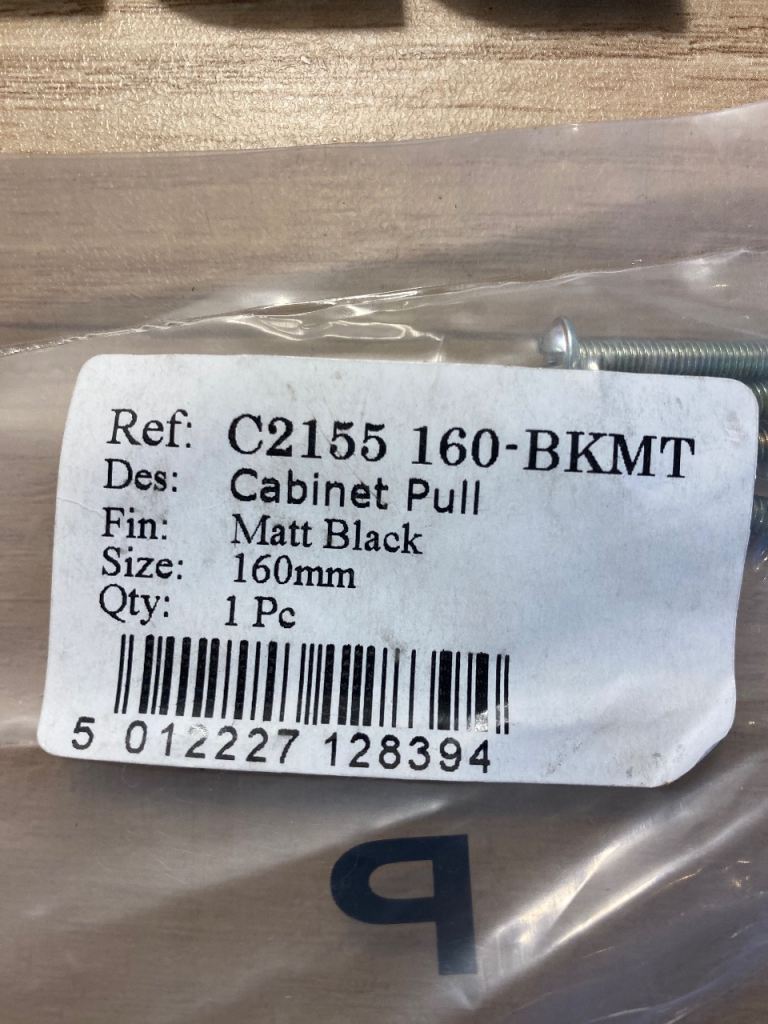 Ref: C2155 160-BKMT
Des: Cabinet Pull
Fin: Matt Black
Size: 160mm
Qty: 1 Pc
5 012227 128394
P